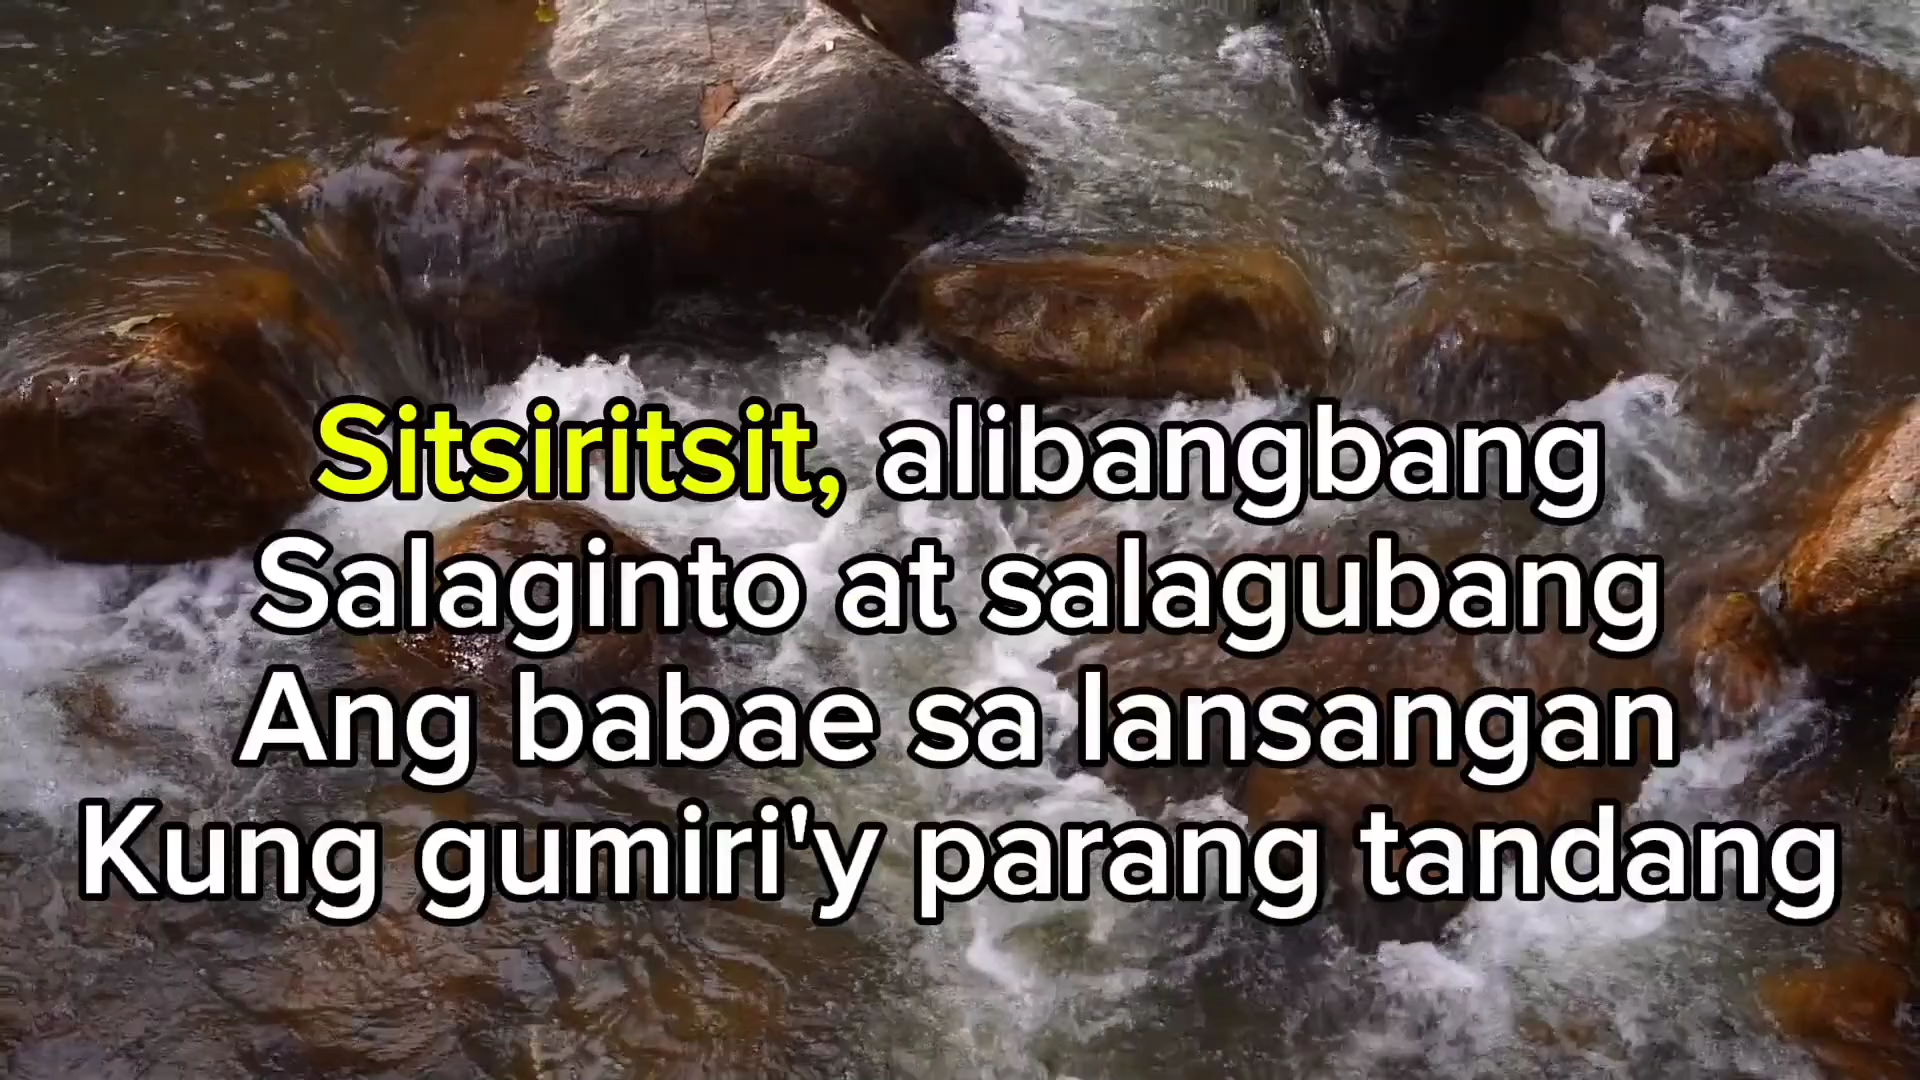 Sitsiritsit, alibangbang
Salaginto at salagubang
Ang babae sa lansangan
Kung gumiri'y parang tandang